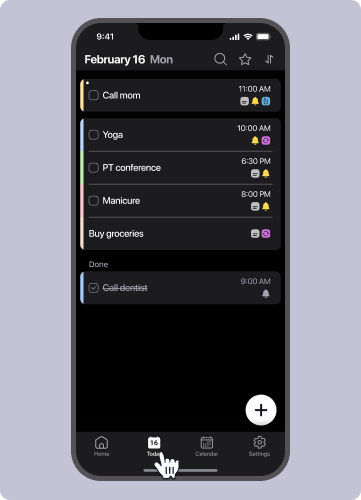 9:41
February 16 Mon
11:00 AM
Call mom
10:00 AM
Yoga
6:30 PM
PT conference
8:00 PM
Manicure
Buy groceries
Done
9:00 AM
Call dentist
16
Home Today Calendar Settings